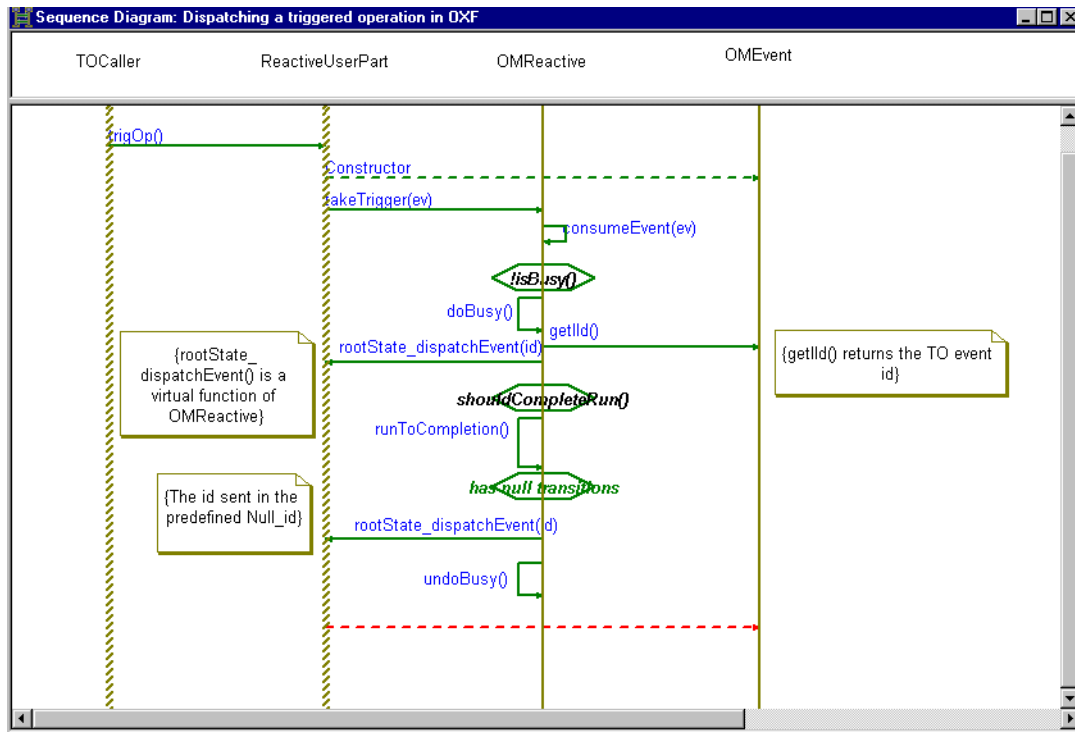 Sequence Diagram: Dispatching a triggered operation in OXF
TOCaller
ReactiveUserPart
OMReactive
OMEvent
trigOp()
Constructor
takeTrigger(ev)
consumeEvent(ev)
!isBusy()
doBusy()
getlId()
rootState_dispatchEvent(id)
{rootState_
dispatchEvent() is a
virtual function of
OMReactive}
{getlId() returns the TO event
id}
shouldCompleteRun()
runToCompletion()
has null transitions
{The id sent in the
predefined Null_id}
rootState_dispatchEvent(id)
undoBusy()